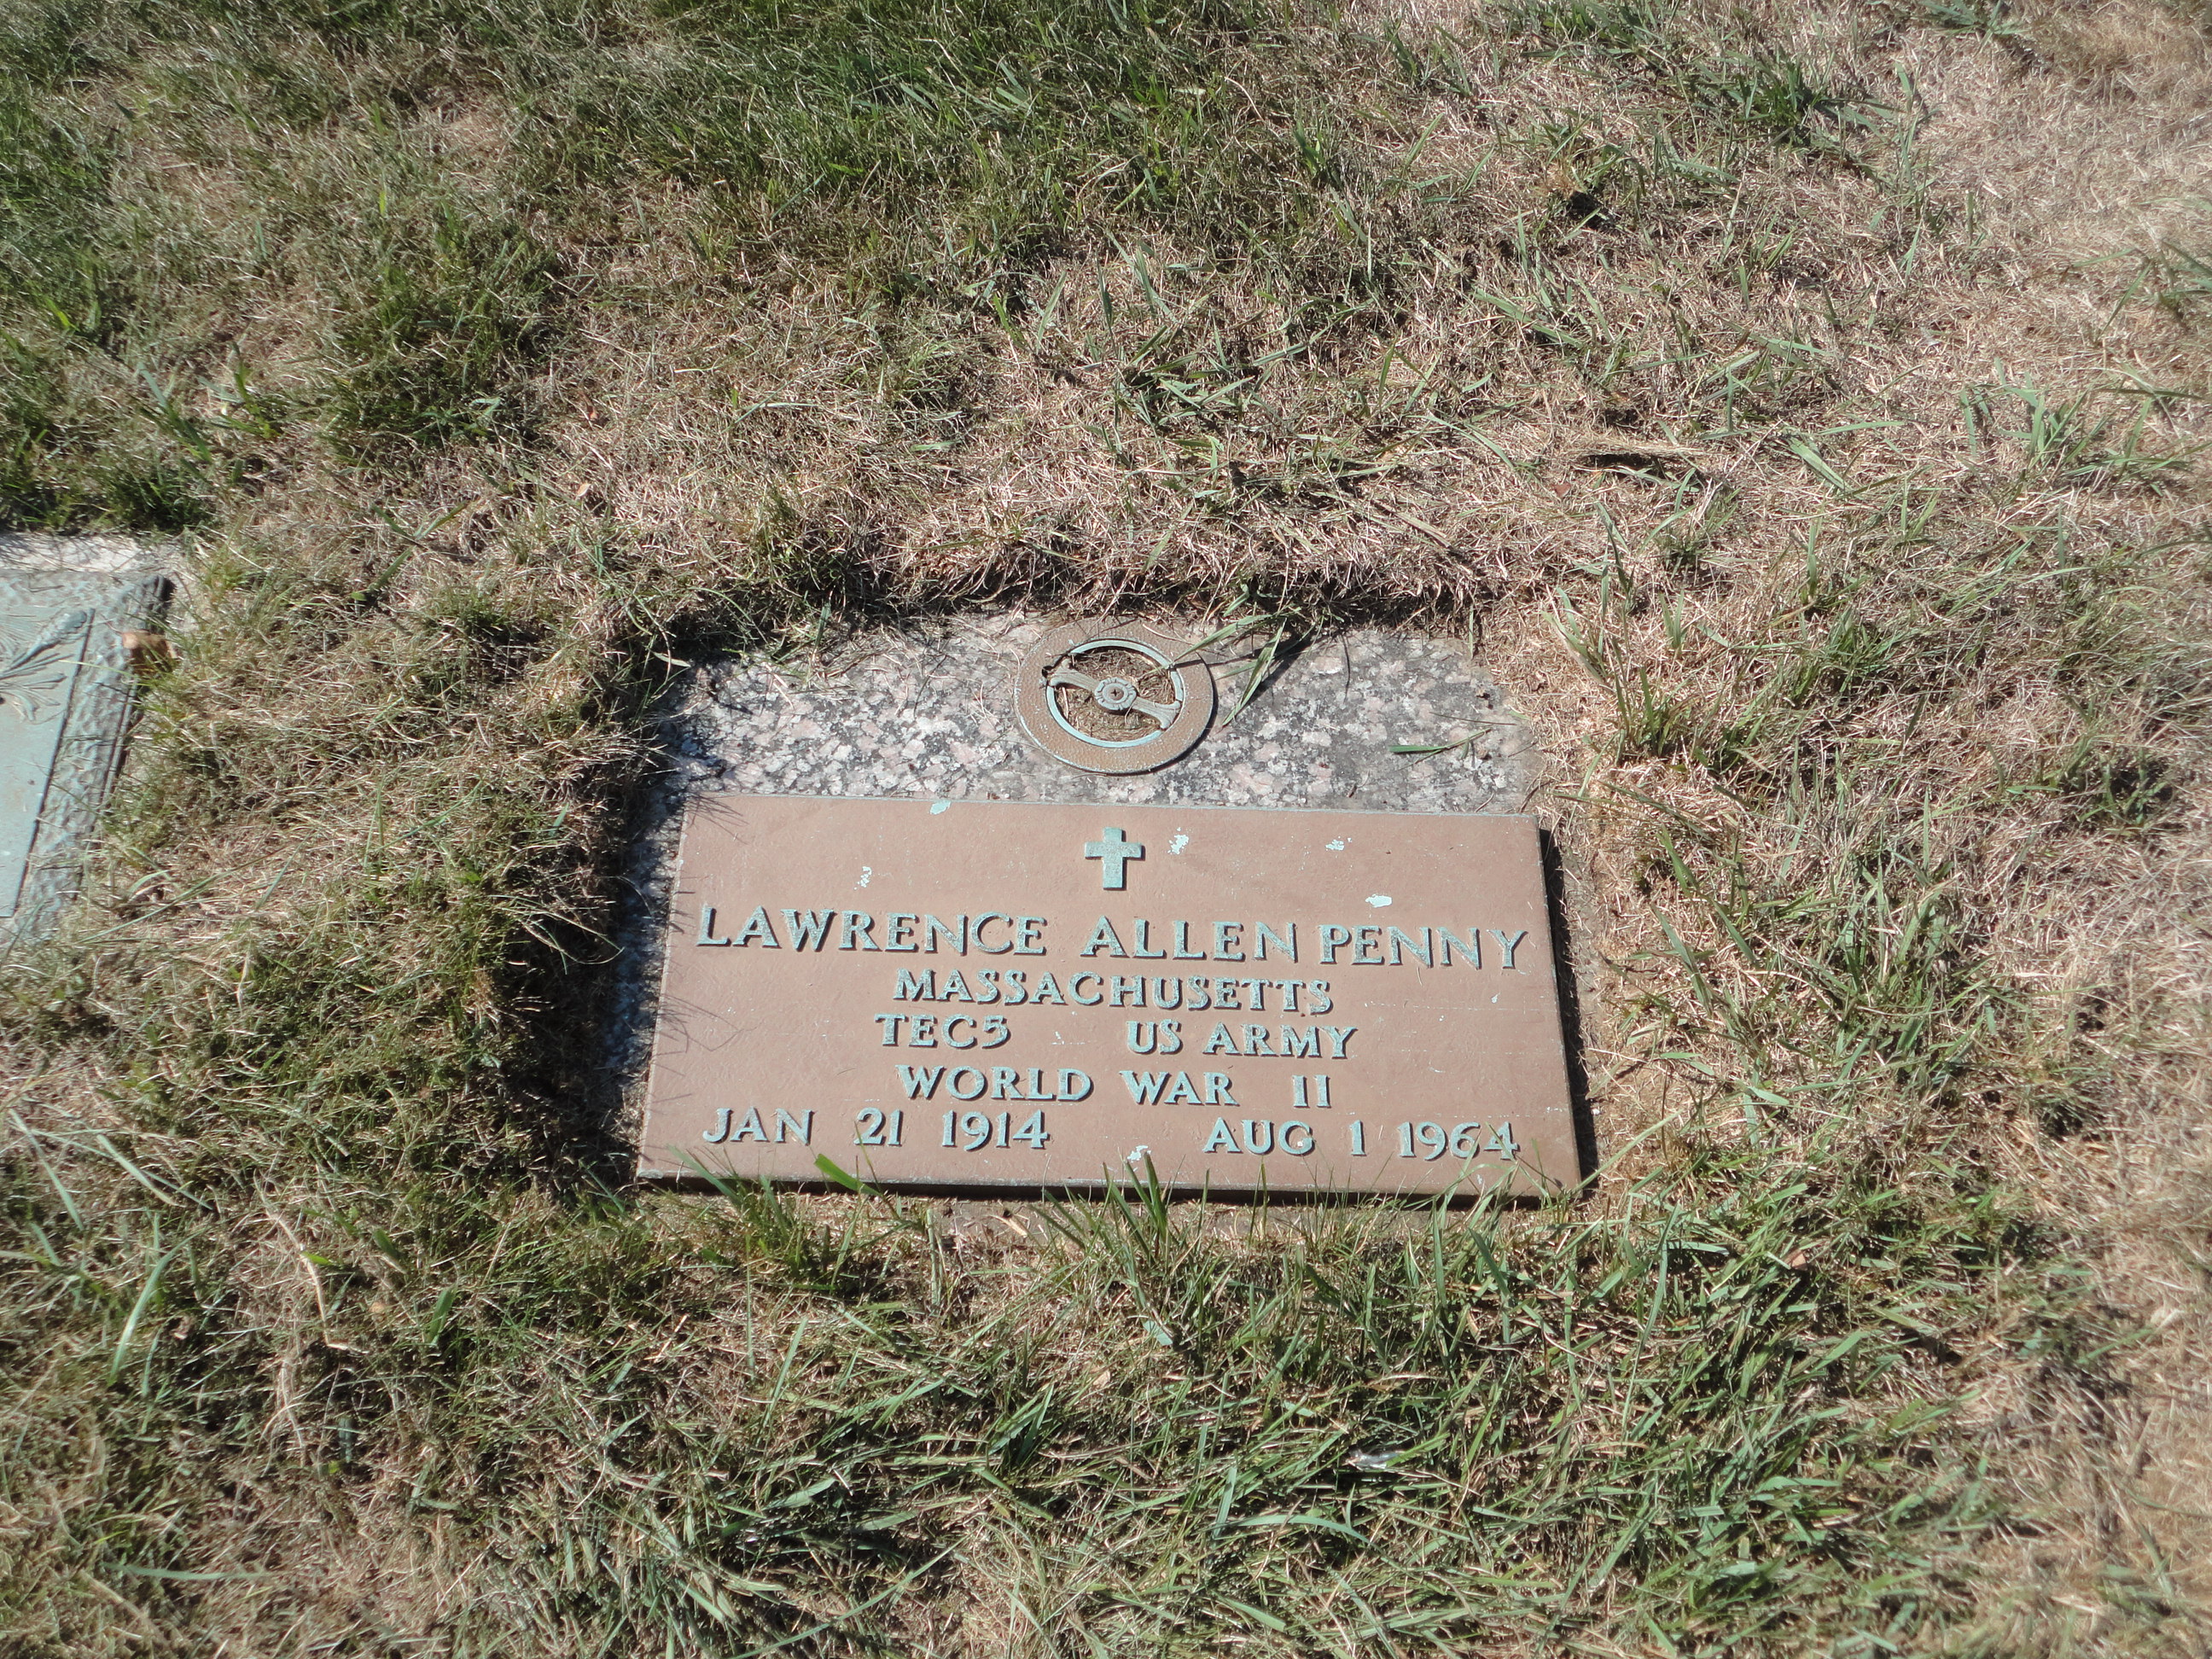 LAWRENCE ALLEN PENNY
MASSACHUSETTS
TEC5 US ARMY
WORLD WAR II
JAN 21 1914 AUG 1 1964